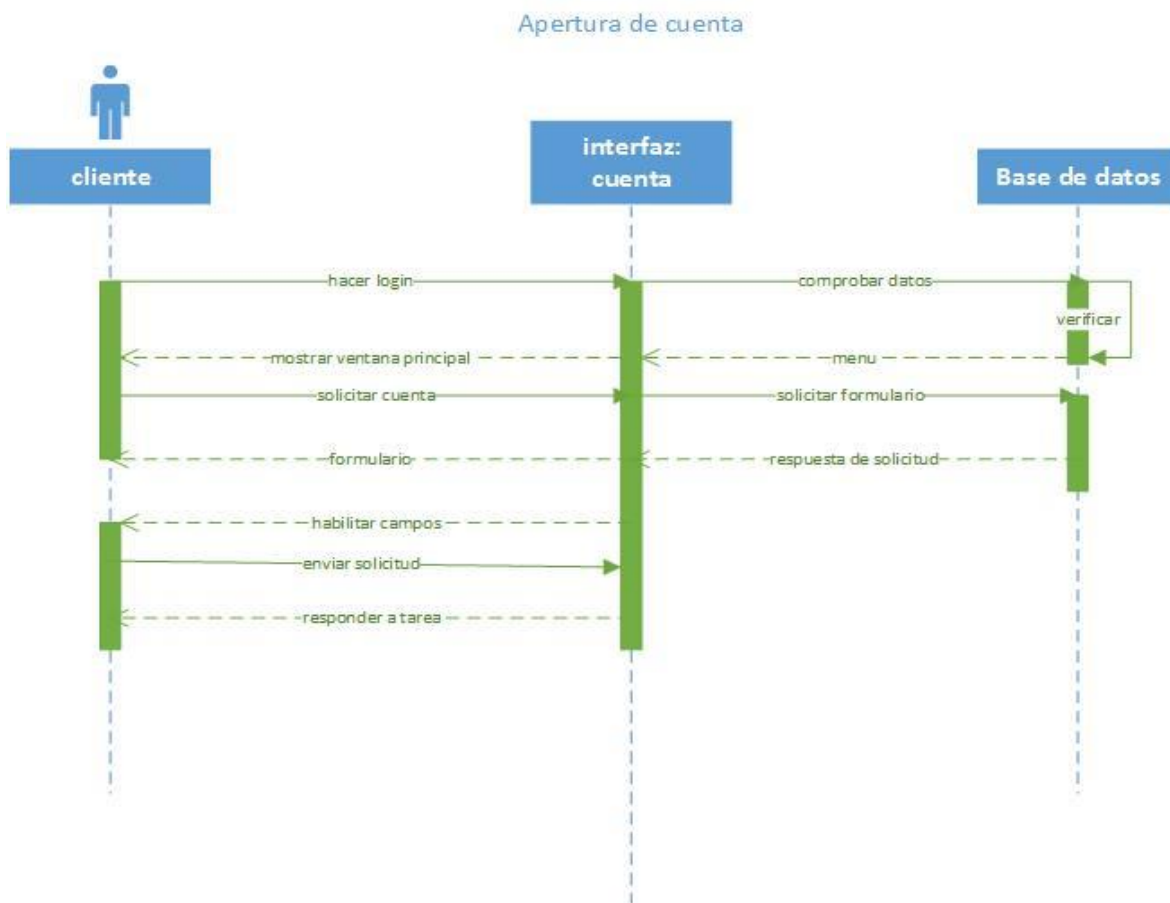 Apertura de cuenta
cliente
interfaz:
cuenta
Base de datos
hacer login
comprobar datos
verificar
mostrar ventana principal
menu
solicitar cuenta
solicitar formulario
formulario
respuesta de solicitud
habilitar campos
enviar solicitud
responder a tarea